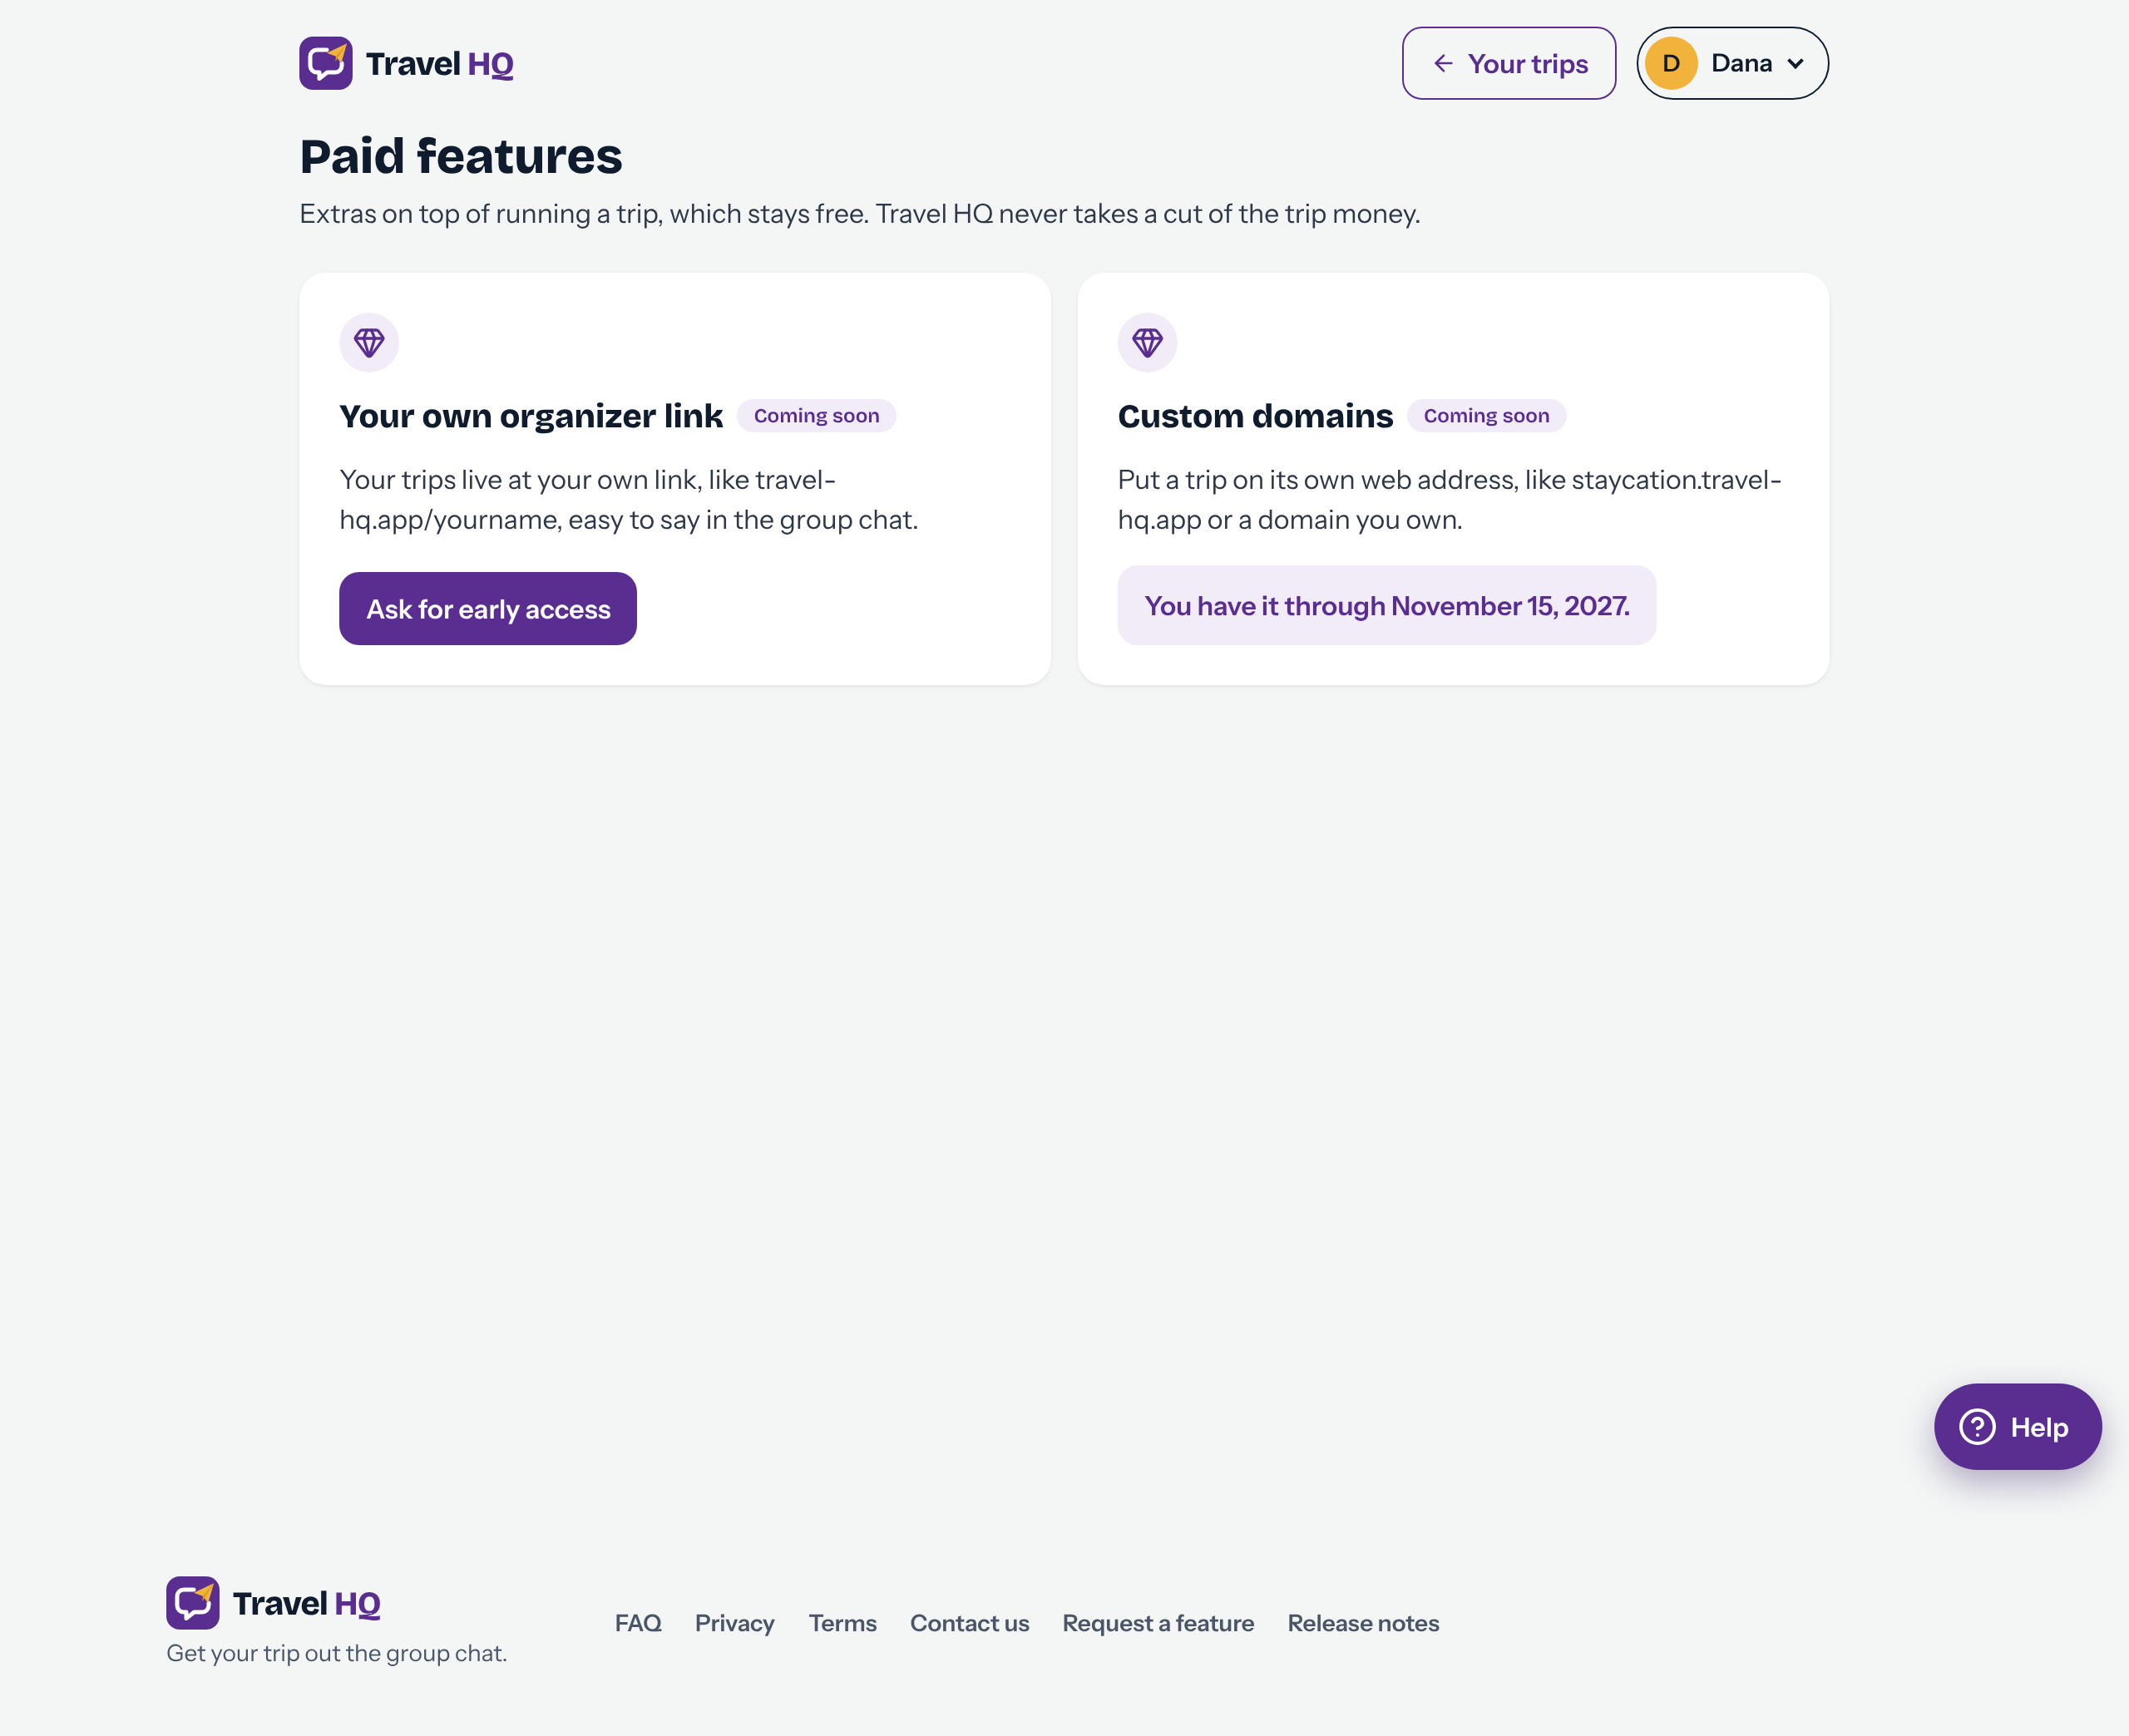 Travel HQ
Your trips
D
Dana
Paid features
Extras on top of running a trip, which stays free. Travel HQ never takes a cut of the trip money.
Your own organizer link
Coming soon
Your trips live at your own link, like travel-
hq.app/yourname, easy to say in the group chat.
Ask for early access
Custom domains
Coming soon
Put a trip on its own web address, like staycation.travel-
hq.app or a domain you own.
You have it through November 15, 2027.
Help
Travel HQ
Get your trip out the group chat.
FAQ
Privacy
Terms
Contact us
Request a feature
Release notes